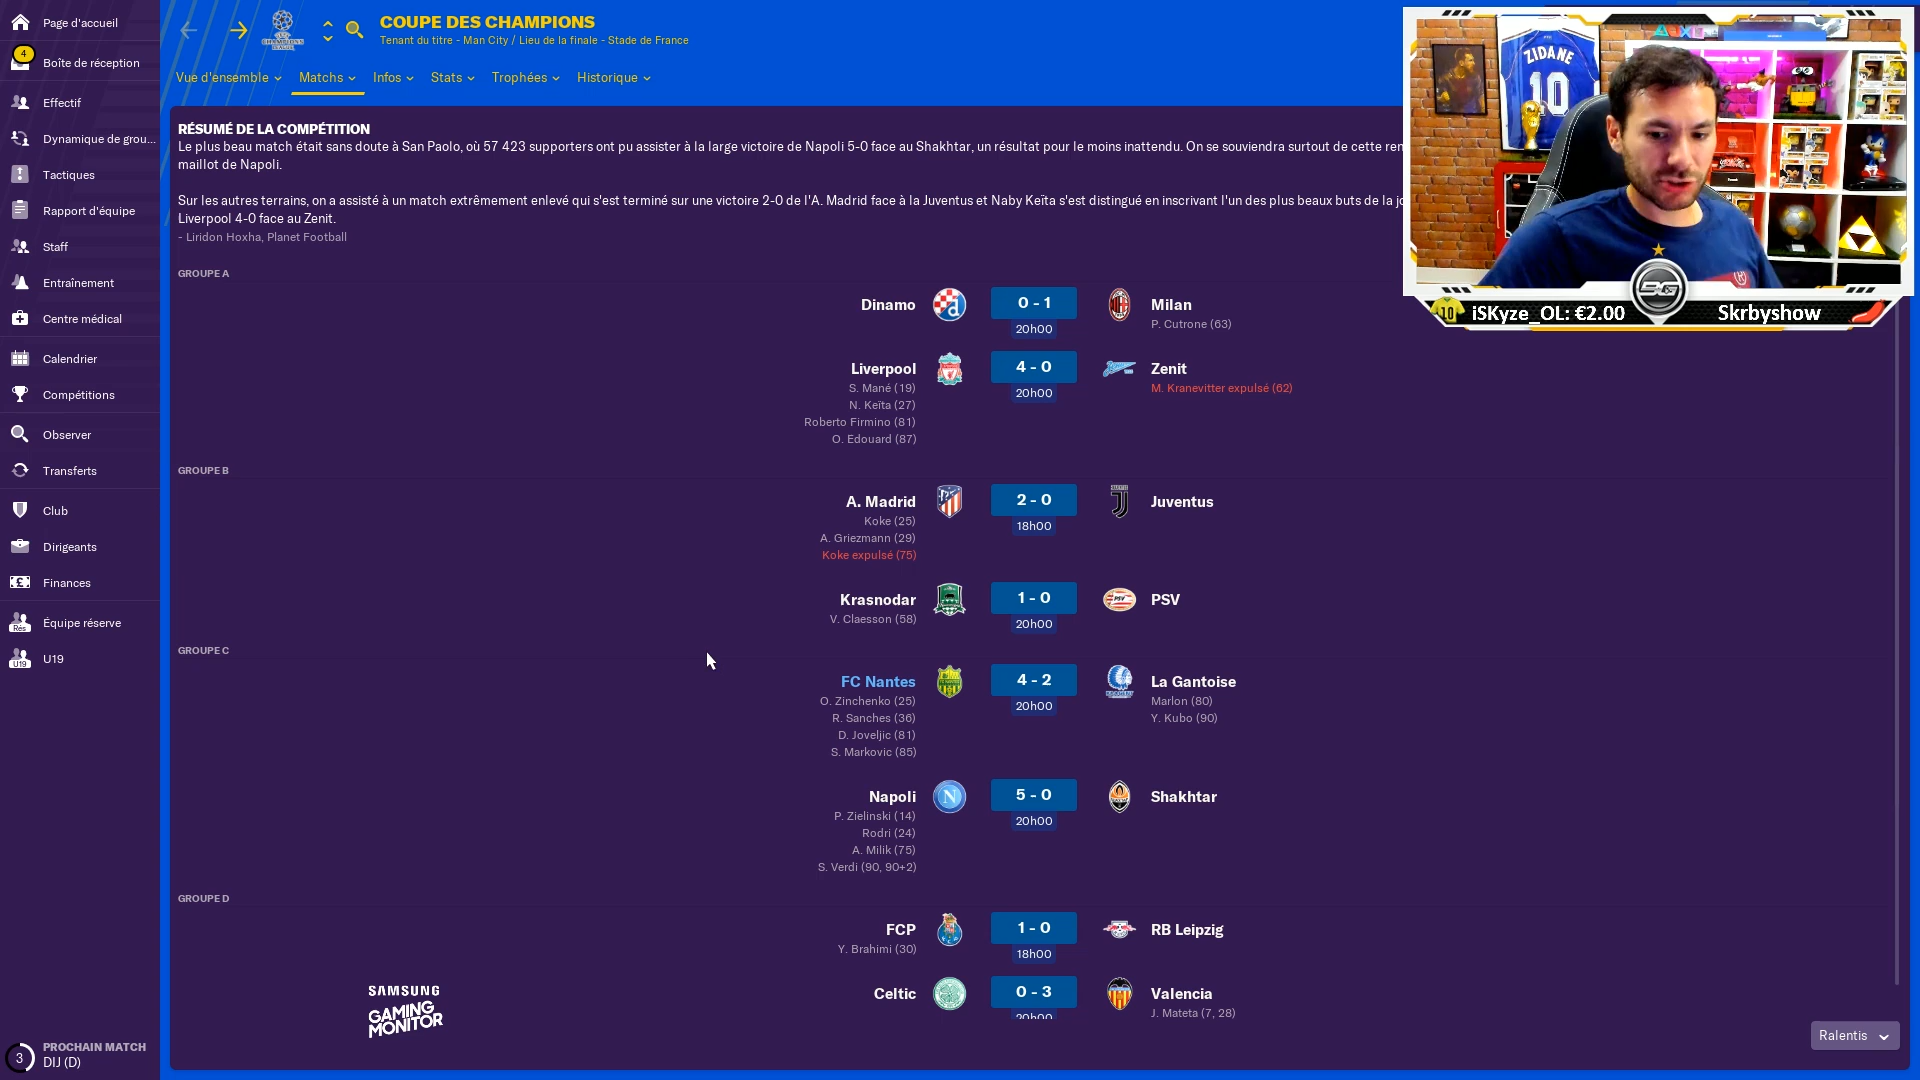 Page d'accueil
4
Boîte de réception
Effectif
Dynamique de grou...
Tactiques
Rapport d'équipe
Staff
Entraînement
Centre médical
Calendrier
Compétitions
Observer
Transferts
Club
Dirigeants
Finances
Rés
Équipe réserve
U19
U19
3
PROCHAIN MATCH
DIJ (D)
COUPE DES CHAMPIONS
Tenant du titre - Man City / Lieu de la finale - Stade de France
Vue d'ensemble
Matchs
Infos
Stats
Trophées
Historique
RÉSUMÉ DE LA COMPÉTITION
Le plus beau match était sans doute à San Paolo, où 57 423 supporters ont pu assister à la large victoire de Napoli 5-0 face au Shakhtar, un résultat pour le moins inattendu. On se souviendra surtout de cette ren
maillot de Napoli.
Sur les autres terrains, on a assisté à un match extrêmement enlevé qui s'est terminé sur une victoire 2-0 de l'A. Madrid face à la Juventus et Naby Keïta s'est distingué en inscrivant l'un des plus beaux buts de la jo
Liverpool 4-0 face au Zenit.
- Liridon Hoxha, Planet Football
GROUPE A
Dinamo 0 - 1 Milan
20h00 P. Cutrone (63)
Liverpool 4 - 0 Zenit
S. Mané (19) 20h00 M. Kranevitter expulsé (62)
N. Keïta (27)
Roberto Firmino (81)
O. Edouard (87)
GROUPE B
A. Madrid 2 - 0 Juventus
Koke (25) 18h00
A. Griezmann (29)
Koke expulsé (75)
Krasnodar 1 - 0 PSV
V. Claesson (58) 20h00
GROUPE C
FC Nantes 4 - 2 La Gantoise
O. Zinchenko (25) 20h00 Marlon (80)
R. Sanches (36) Y. Kubo (90)
D. Joveljic (81)
S. Markovic (85)
Napoli 5 - 0 Shakhtar
P. Zielinski (14) 20h00
Rodri (24)
A. Milik (75)
S. Verdi (90, 90+2)
GROUPE D
FCP 1 - 0 RB Leipzig
Y. Brahimi (30) 18h00
Celtic 0 - 3 Valencia
20h00 J. Mateta (7, 28)
SAMSUNG
GAMING
MONITOR
Ralentis
ZIDANE
10
10
iSKyze_OL: €2.00
Skrbyshow